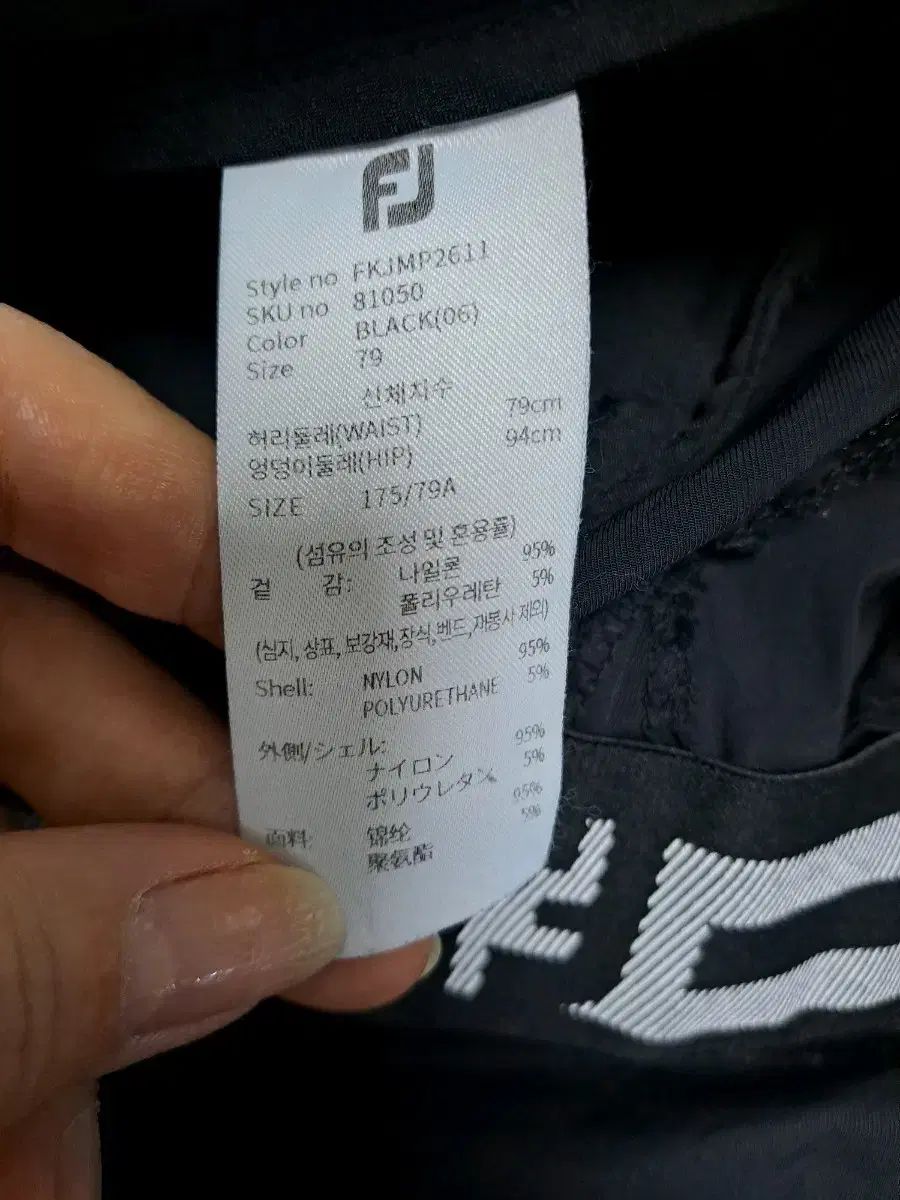 FJ
Style no FKJMP2611
SKU no 81050
Color BLACK(06)
Size 79
신체치수
허리둘레(WAIST) 79cm
엉덩이둘레(HIP) 94cm
SIZE 175/79A
(섬유의 조성 및 혼용률)
겉 감: 나일론 95%
폴리우레탄 5%
(심지, 상표, 보강재,장식,벤드,재봉사 제외)
Shell: NYLON 95%
POLYURETHANE 5%
外側/シェル:
ナイロン 95%
ポリウレタン 5%
面料: 锦纶 95%
聚氨酯 5%